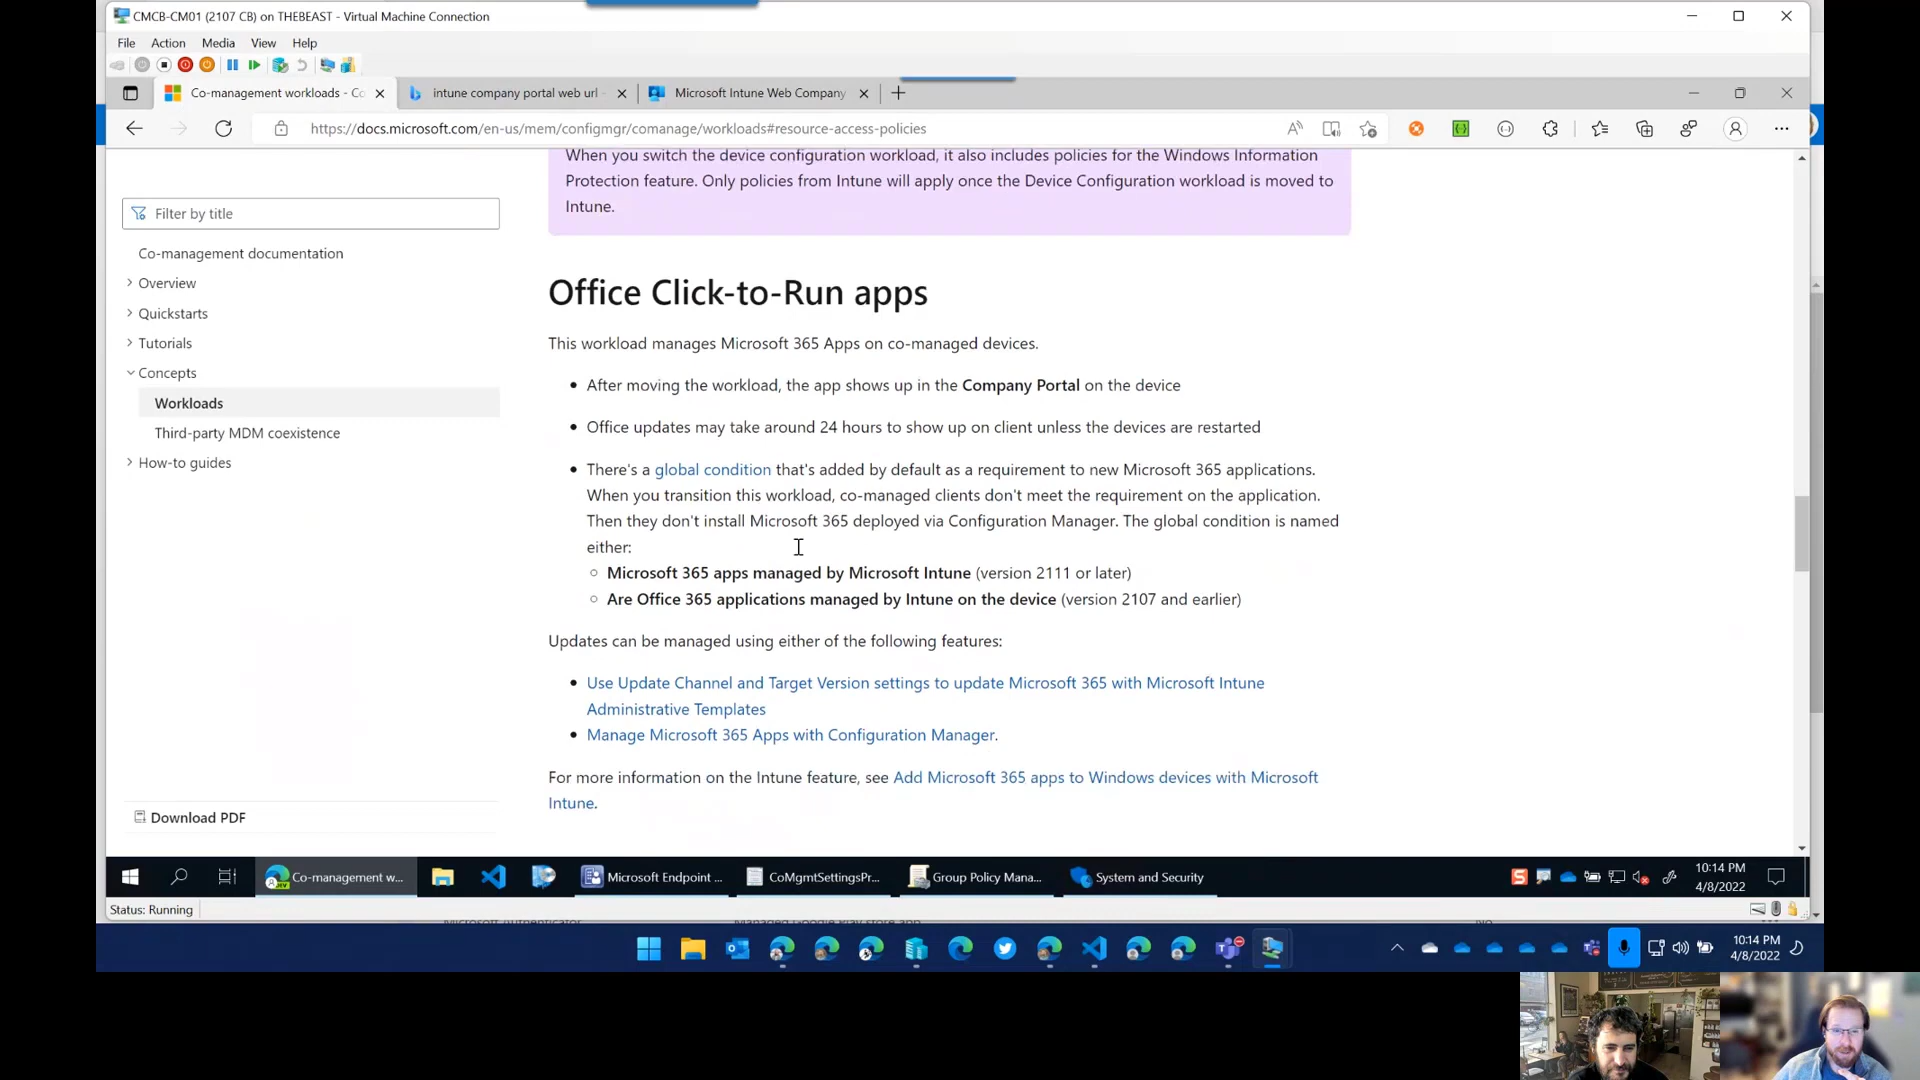 CMCB-CM01 (2107 CB) on THEBEAST - Virtual Machine Connection
File Action Media View Help
Co-management workloads - Co
intune company portal web url -
Microsoft Intune Web Company
https://docs.microsoft.com/en-us/mem/configmgr/comanage/workloads#resource-access-policies
When you switch the device configuration workload, it also includes policies for the Windows Information
Protection feature. Only policies from Intune will apply once the Device Configuration workload is moved to
Intune.
Filter by title
Co-management documentation
Overview
Quickstarts
Tutorials
Concepts
Workloads
Third-party MDM coexistence
How-to guides
Download PDF
Office Click-to-Run apps
This workload manages Microsoft 365 Apps on co-managed devices.
• After moving the workload, the app shows up in the Company Portal on the device
• Office updates may take around 24 hours to show up on client unless the devices are restarted
• There's a global condition that's added by default as a requirement to new Microsoft 365 applications.
When you transition this workload, co-managed clients don't meet the requirement on the application.
Then they don't install Microsoft 365 deployed via Configuration Manager. The global condition is named
either:
○ Microsoft 365 apps managed by Microsoft Intune (version 2111 or later)
○ Are Office 365 applications managed by Intune on the device (version 2107 and earlier)
Updates can be managed using either of the following features:
• Use Update Channel and Target Version settings to update Microsoft 365 with Microsoft Intune
Administrative Templates
• Manage Microsoft 365 Apps with Configuration Manager.
For more information on the Intune feature, see Add Microsoft 365 apps to Windows devices with Microsoft
Intune.
Co-management w...
Microsoft Endpoint ...
CoMgmtSettingsPr...
Group Policy Mana...
System and Security
10:14 PM
4/8/2022
Status: Running
Microsoft Authenticator
Managed Google Play store app
No
10:14 PM
4/8/2022